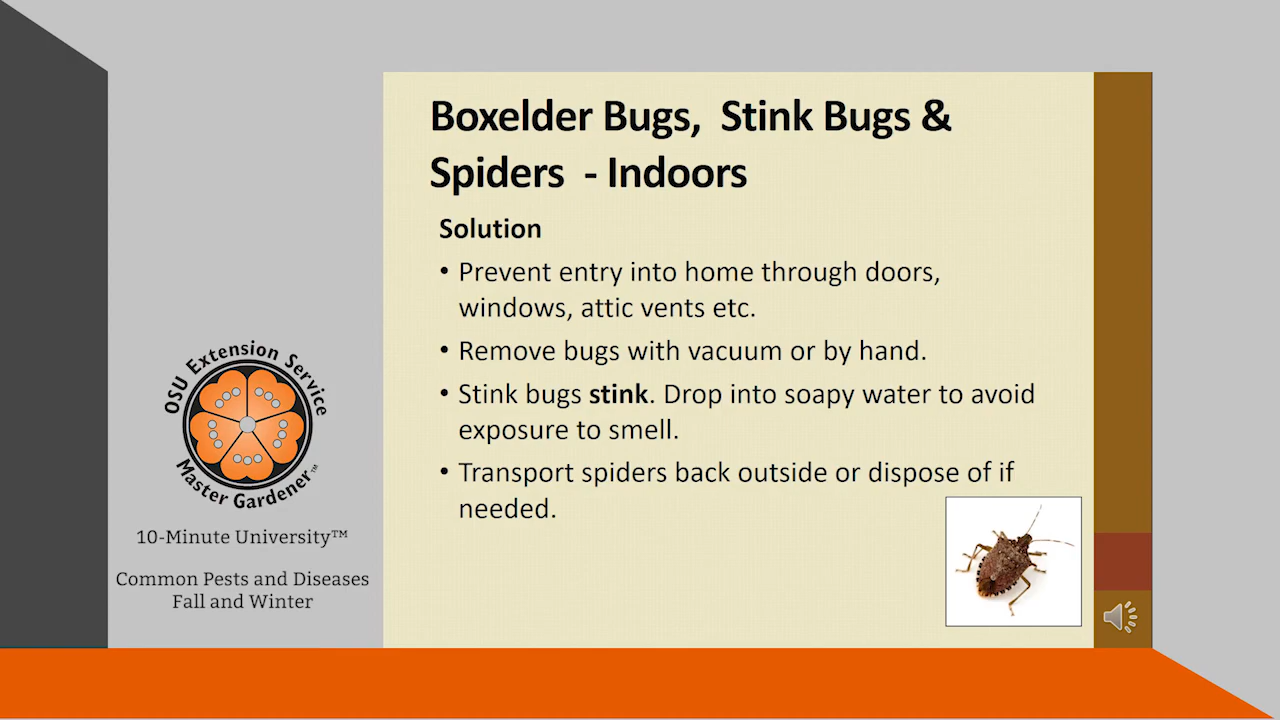 Boxelder Bugs, Stink Bugs &
Spiders - Indoors
Solution
• Prevent entry into home through doors,
windows, attic vents etc.
• Remove bugs with vacuum or by hand.
• Stink bugs stink. Drop into soapy water to avoid
exposure to smell.
• Transport spiders back outside or dispose of if
needed.
OSU Extension Service
Master Gardener™
10-Minute University™
Common Pests and Diseases
Fall and Winter